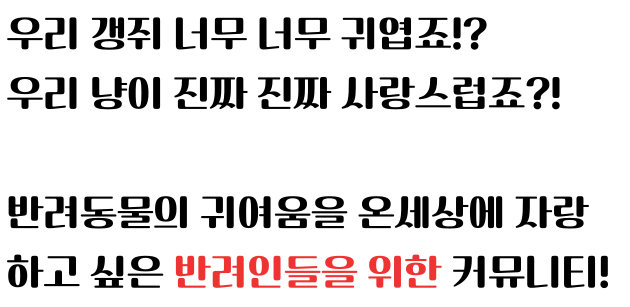 우리 갱쥐 너무 너무 귀엽죠!?
우리 냥이 진짜 진짜 사랑스럽죠?!
반려동물의 귀여움을 온세상에 자랑
하고 싶은 반려인들을 위한 커뮤니티!